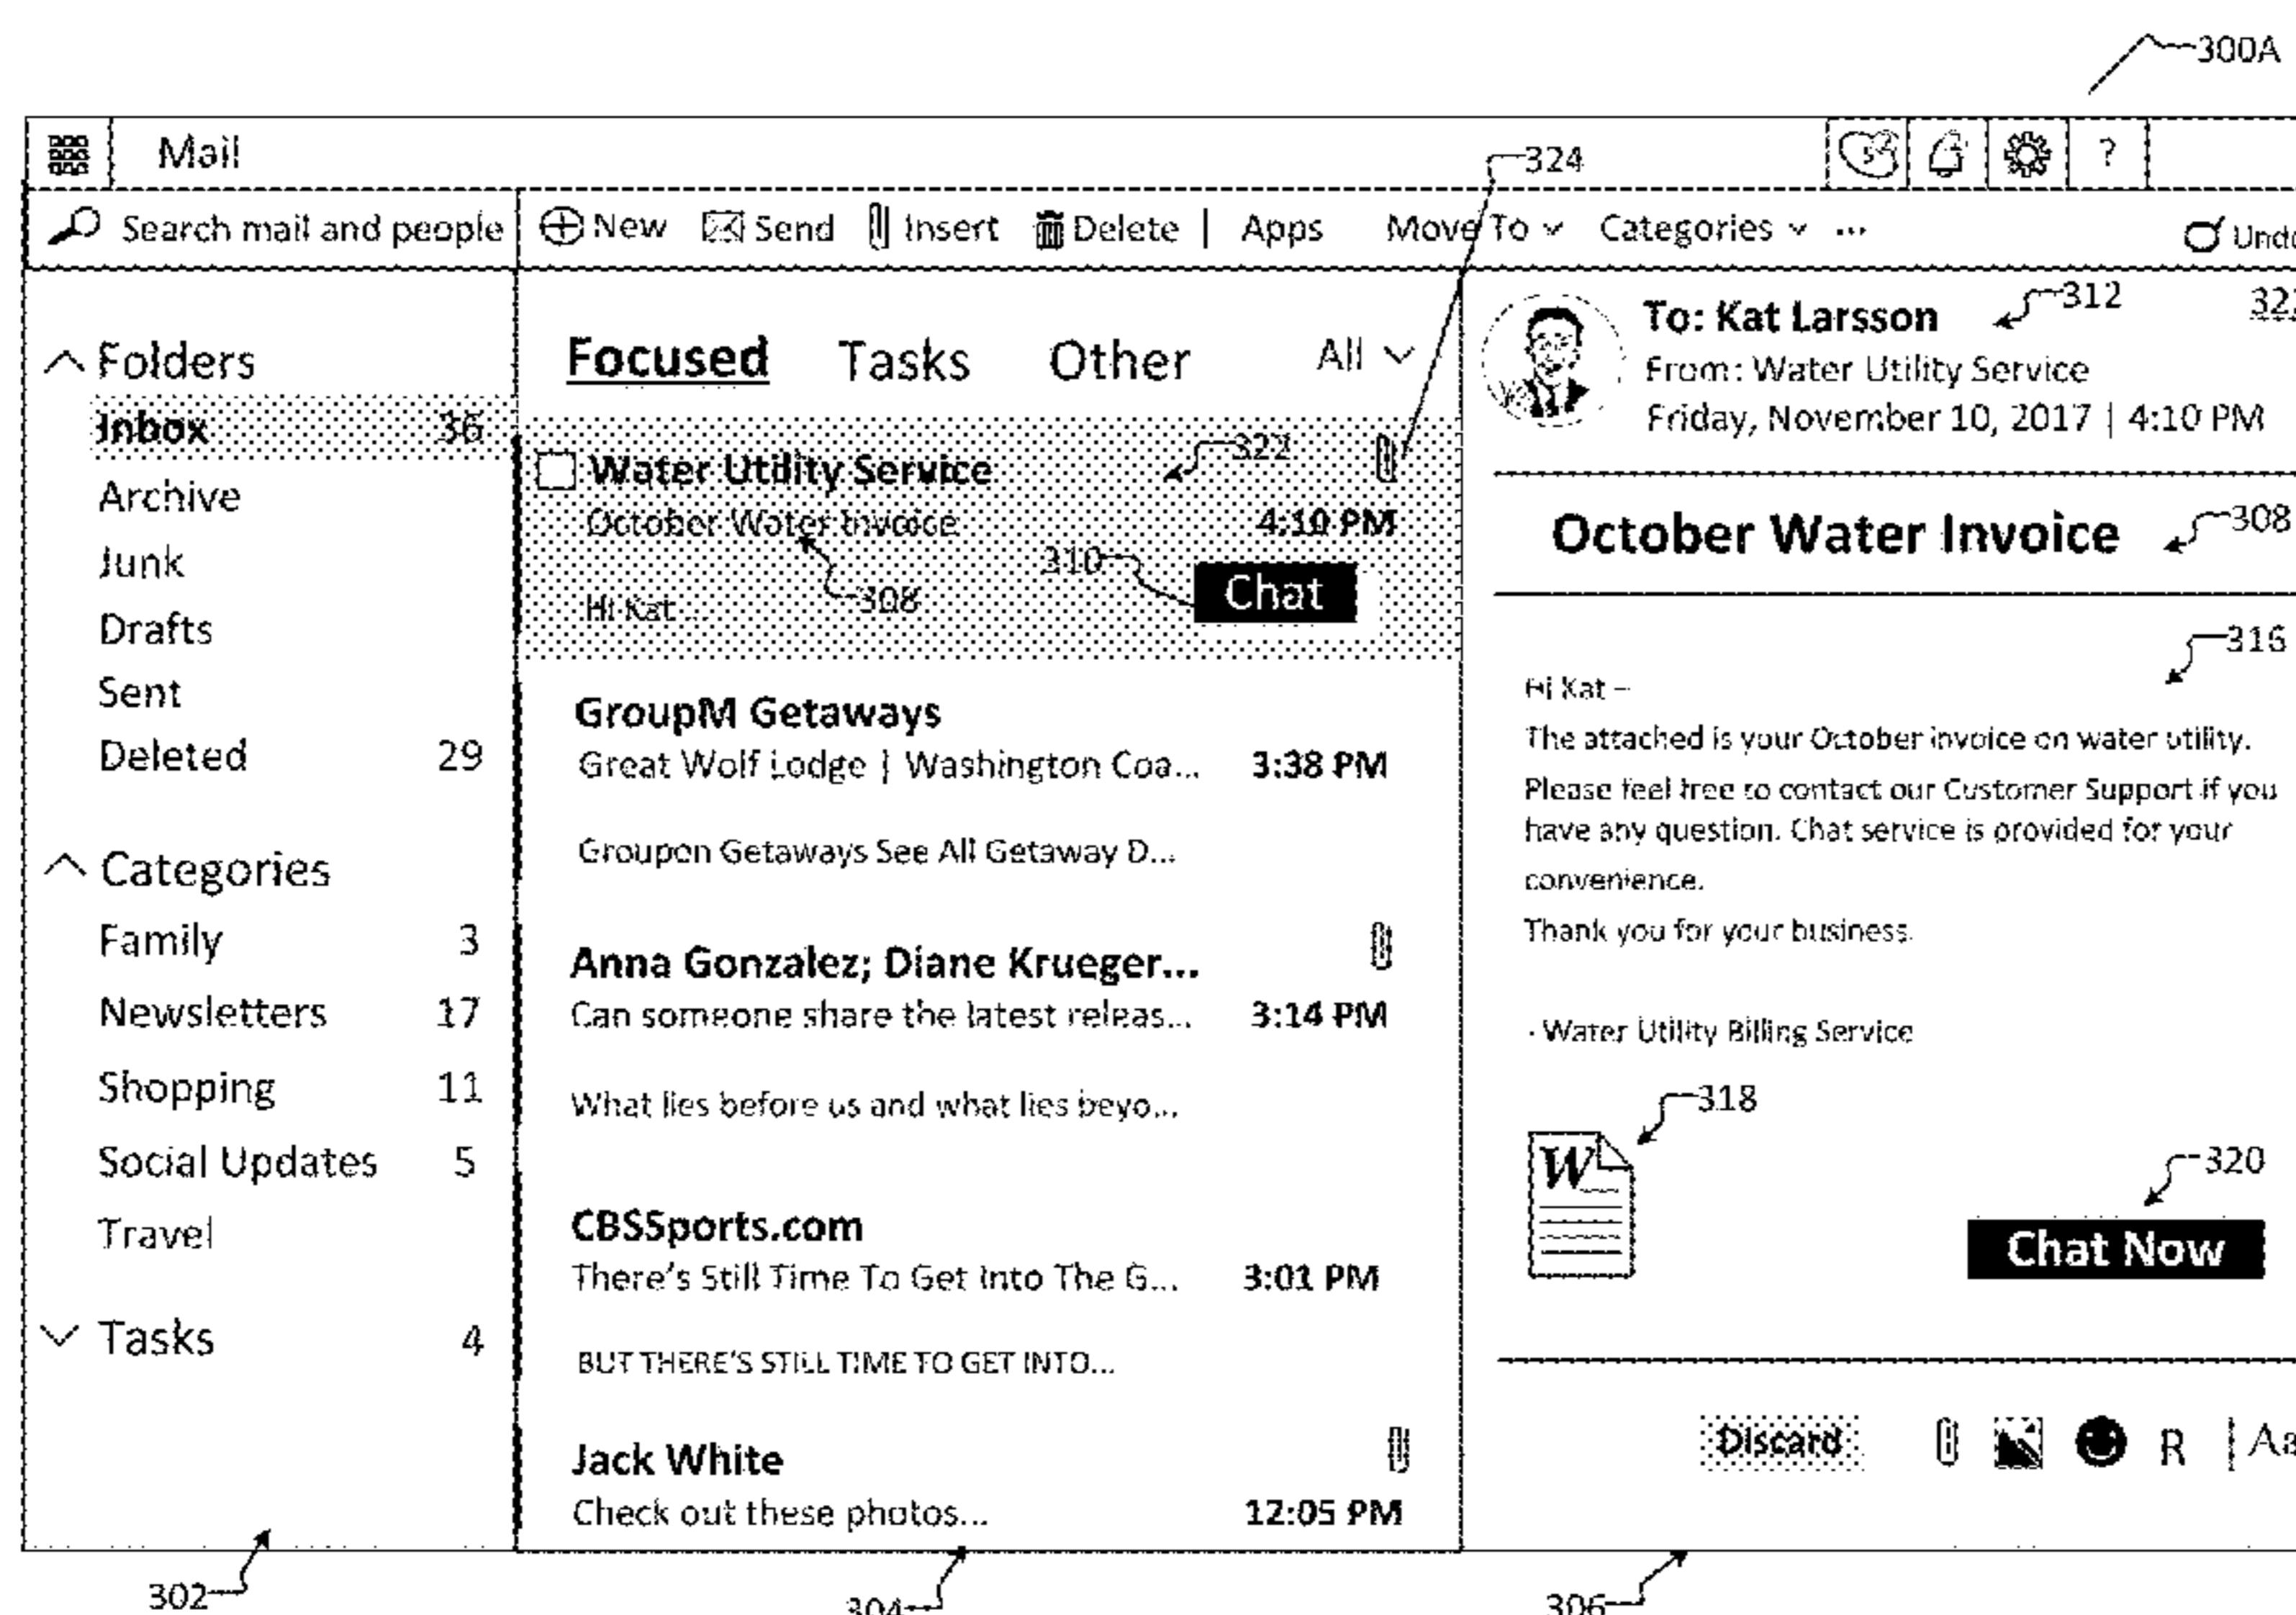 300A
Mail
?
324
Search mail and people
New Send Insert Delete | Apps Move To Categories ...
Folders
Inbox 36
Archive
Junk
Drafts
Sent
Deleted 29
Categories
Family 3
Newsletters 17
Shopping 11
Social Updates 5
Travel
Tasks 4
302
Focused Tasks Other All
322
Water Utility Service
October Water Invoice 4:10 PM
310
Hi Kat ...
308
Chat
GroupM Getaways
Great Wolf Lodge | Washington Coa... 3:38 PM
Groupon Getaways See All Getaway D...
Anna Gonzalez; Diane Krueger...
Can someone share the latest releas... 3:14 PM
What lies before us and what lies beyo...
CBSSports.com
There's Still Time To Get Into The G... 3:01 PM
BUT THERE'S STILL TIME TO GET INTO...
Jack White
Check out these photos... 12:05 PM
304
To: Kat Larsson
312
From: Water Utility Service
Friday, November 10, 2017 | 4:10 PM
October Water Invoice
308
316
Hi Kat –
The attached is your October invoice on water utility.
Please feel free to contact our Customer Support if you
have any question. Chat service is provided for your
convenience.
Thank you for your business.
- Water Utility Billing Service
318
W
320
Chat Now
Discard R | Aa
306